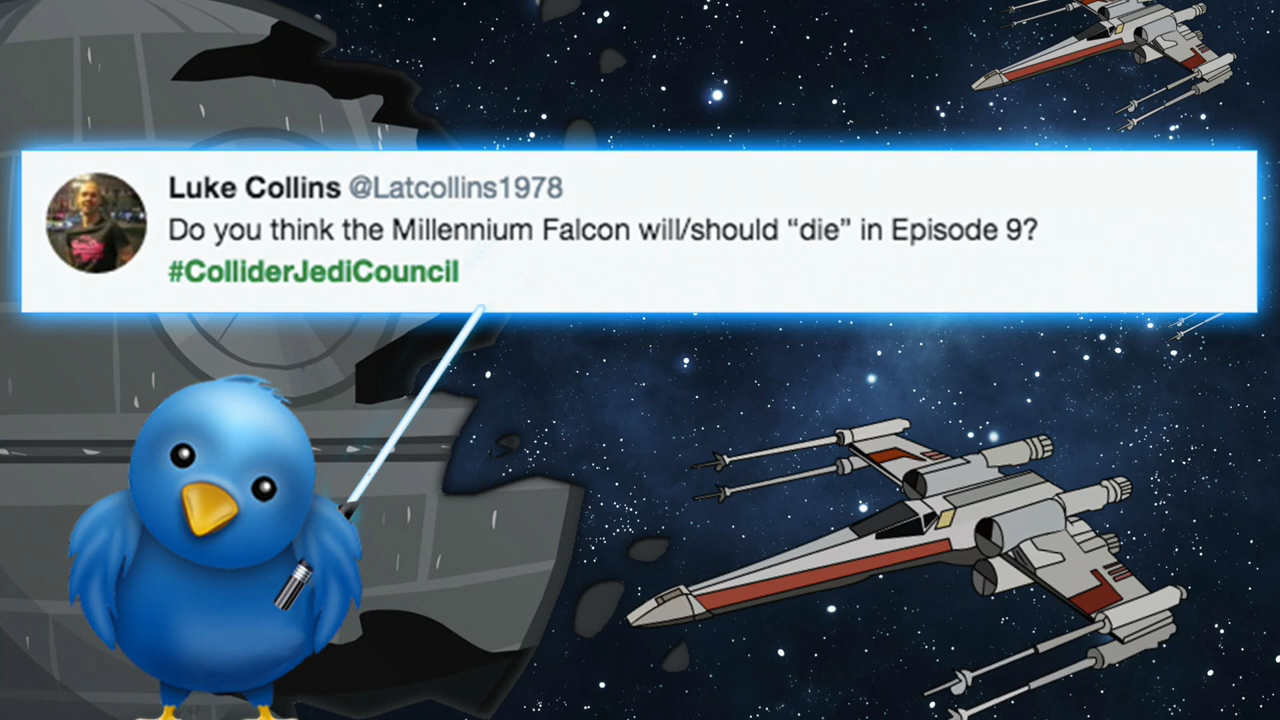 Luke Collins @Latcollins1978
Do you think the Millennium Falcon will/should “die” in Episode 9?
#ColliderJediCouncil